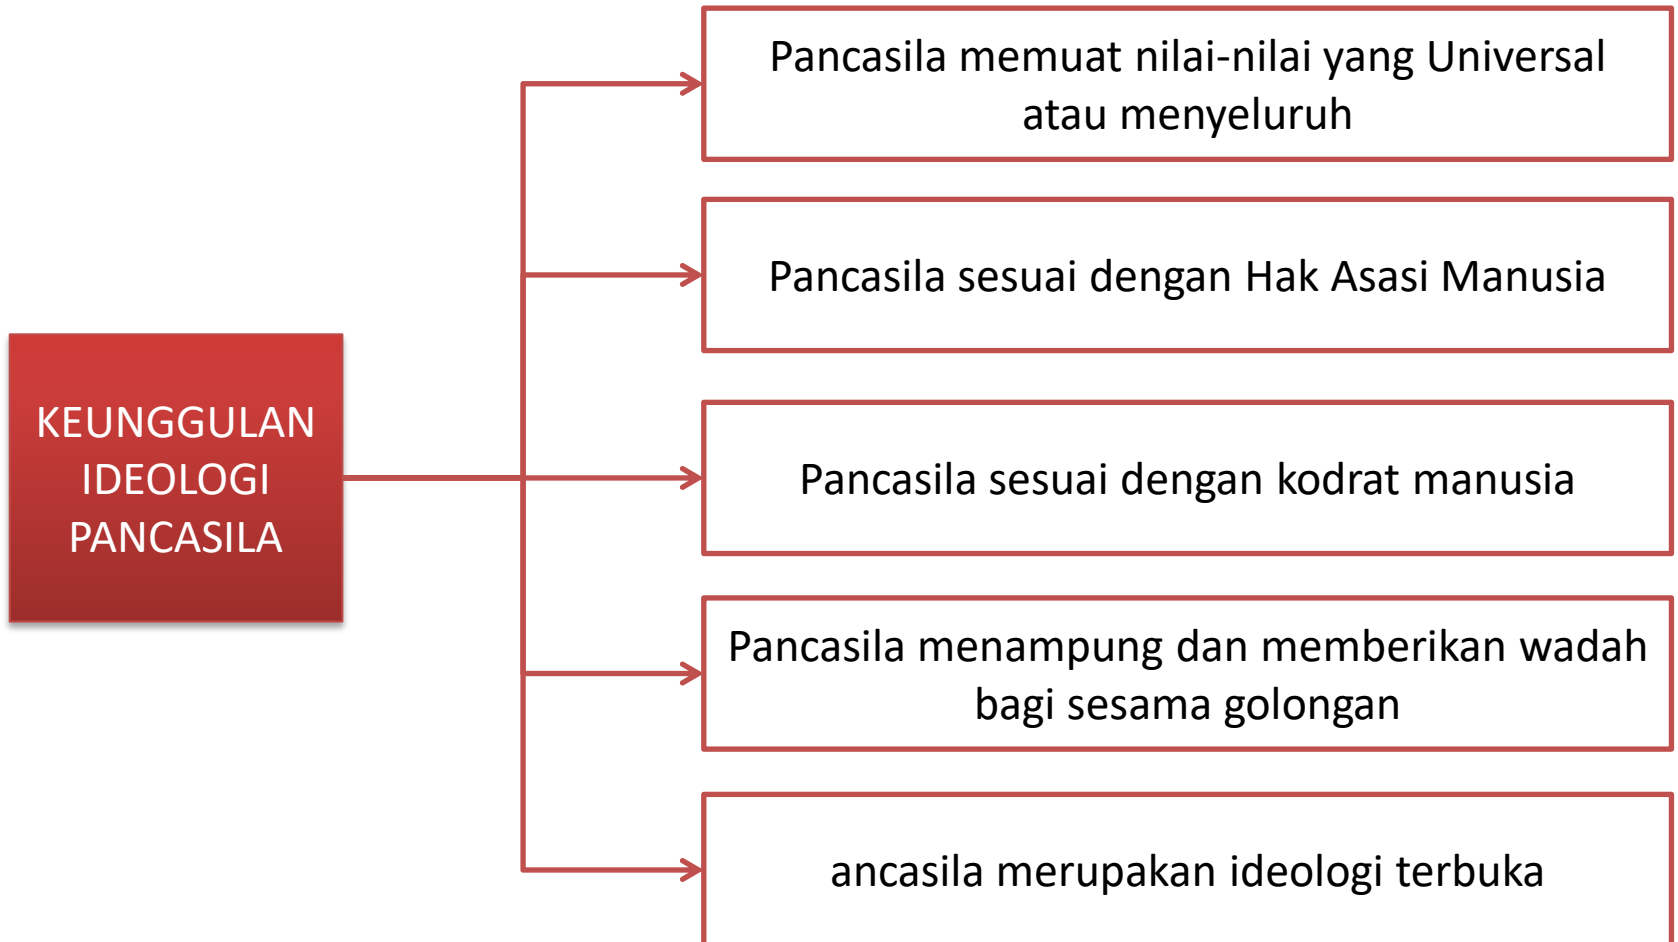 KEUNGGULAN
IDEOLOGI
PANCASILA
Pancasila memuat nilai-nilai yang Universal
atau menyeluruh
Pancasila sesuai dengan Hak Asasi Manusia
Pancasila sesuai dengan kodrat manusia
Pancasila menampung dan memberikan wadah
bagi sesama golongan
ancasila merupakan ideologi terbuka